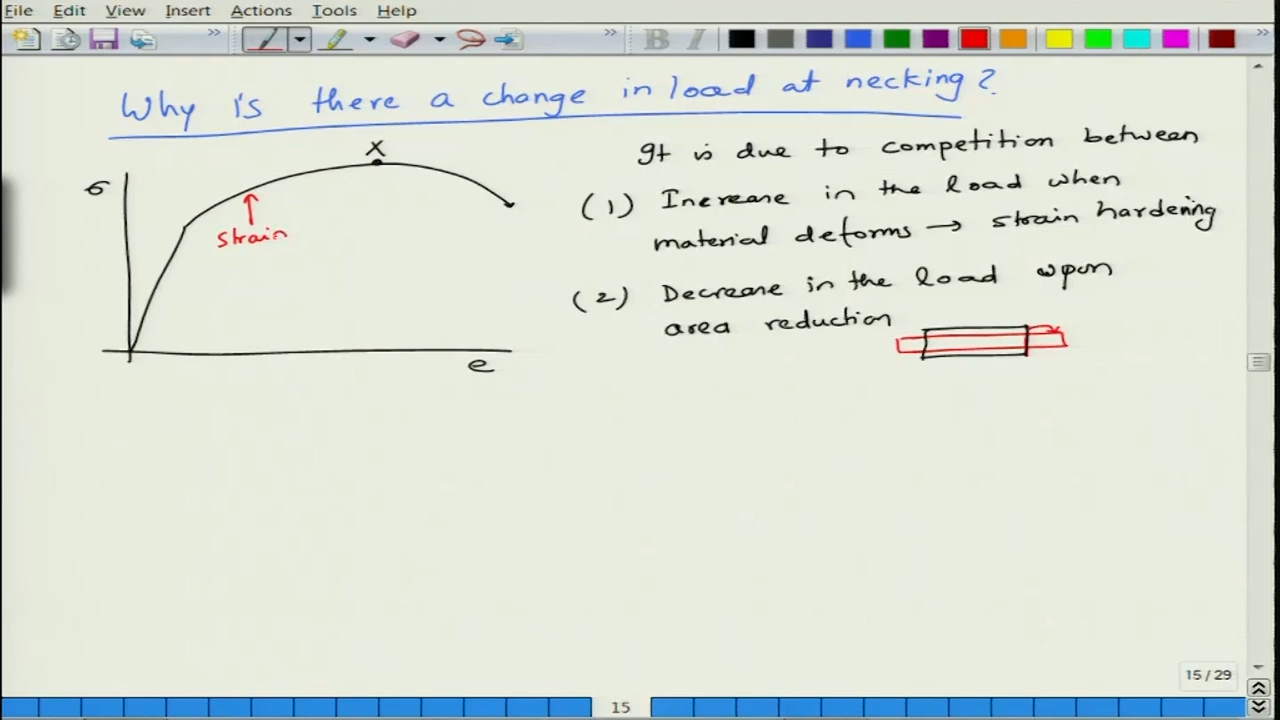 File Edit View Insert Actions Tools Help
B I
Why is there a change in load at necking?
X
σ
strain
e
It is due to competition between
(1) Increase in the load when
material deforms → strain hardening
(2) Decrease in the load upon
area reduction
15 / 29
15